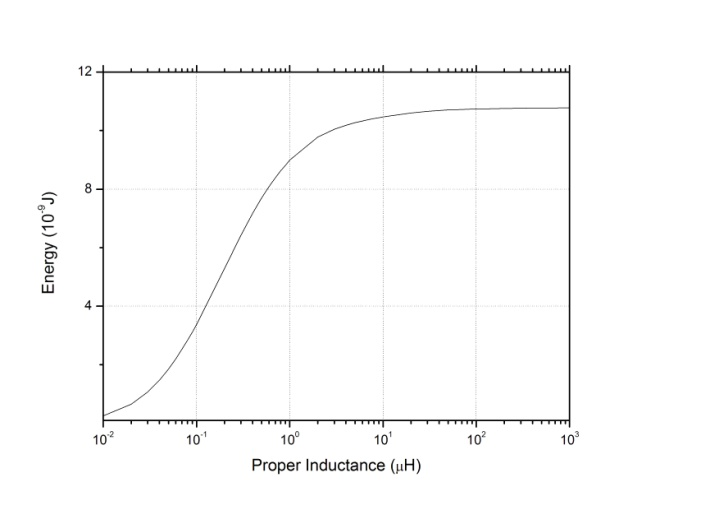 12
8
4
Energy (10⁻⁹J)
10⁻² 10⁻¹ 10⁰ 10¹ 10² 10³
Proper Inductance (μH)